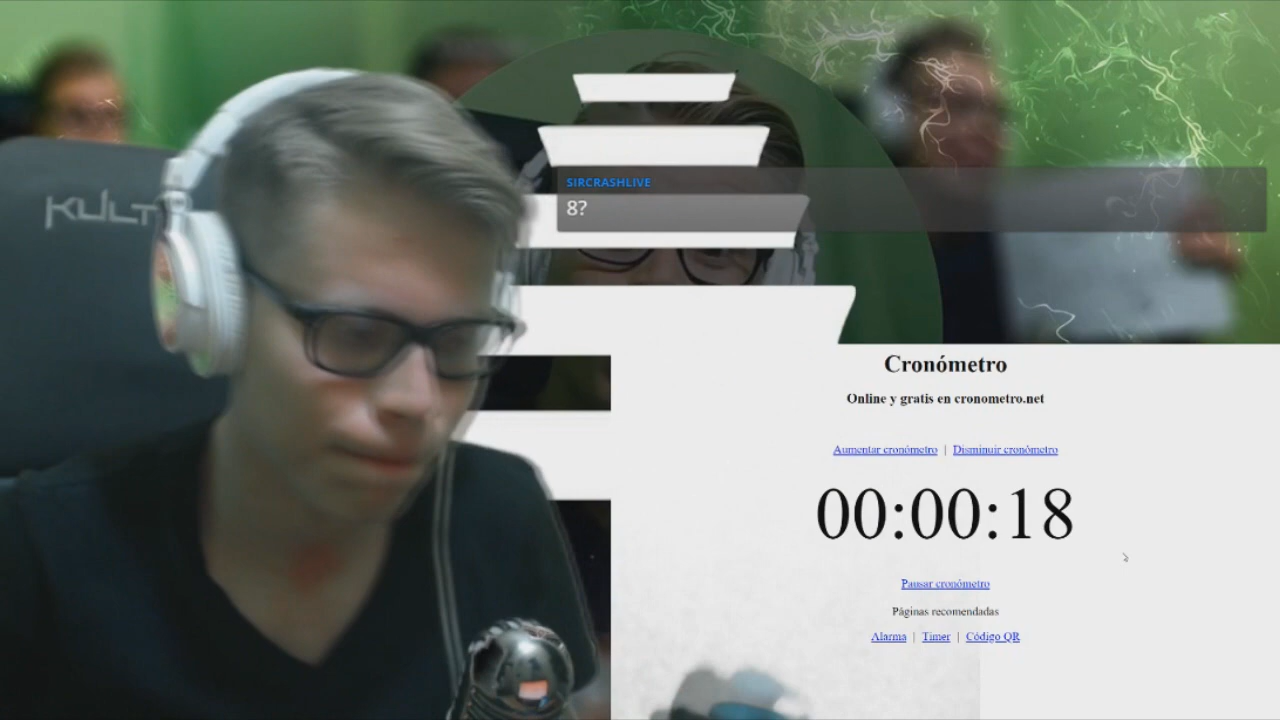 KULT
SIRCRASHLIVE
8?
Cronómetro
Online y gratis en cronometro.net
Aumentar cronómetro | Disminuir cronómetro
00:00:18
Pausar cronómetro
Páginas recomendadas
Alarma | Timer | Código QR